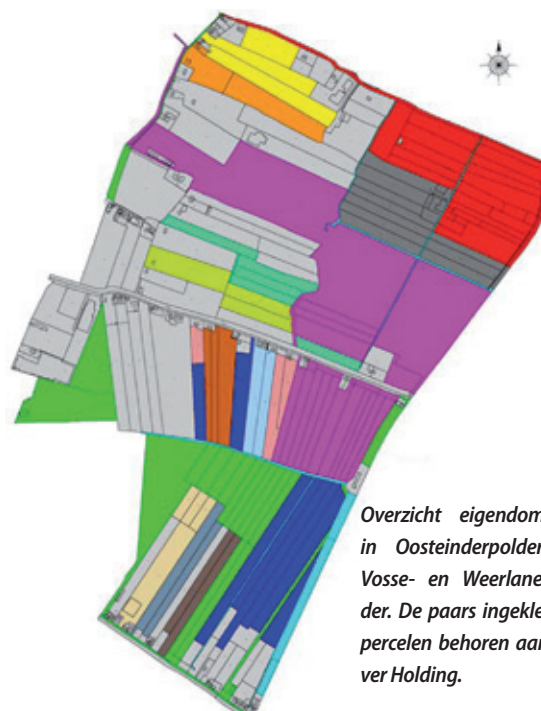 Overzicht eigendom
in Oosteinderpolder
Vosse- en Weerlane
der. De paars ingekle
percelen behoren aan
ver Holding.